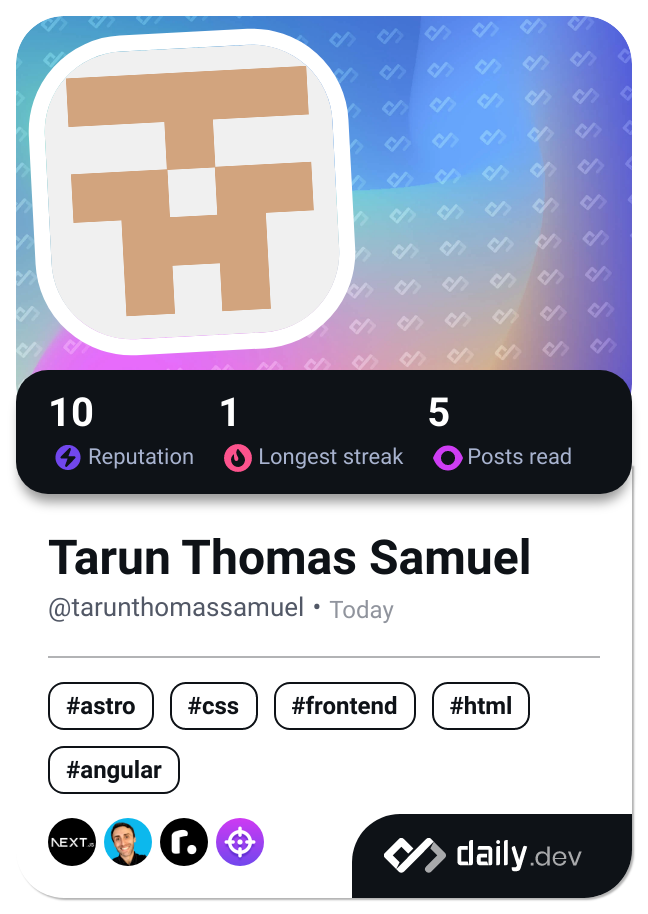 10 1 5
Reputation Longest streak Posts read
Tarun Thomas Samuel
@tarunthomassamuel • Today
#astro #css #frontend #html
#angular
NEXT.JS r.
daily.dev